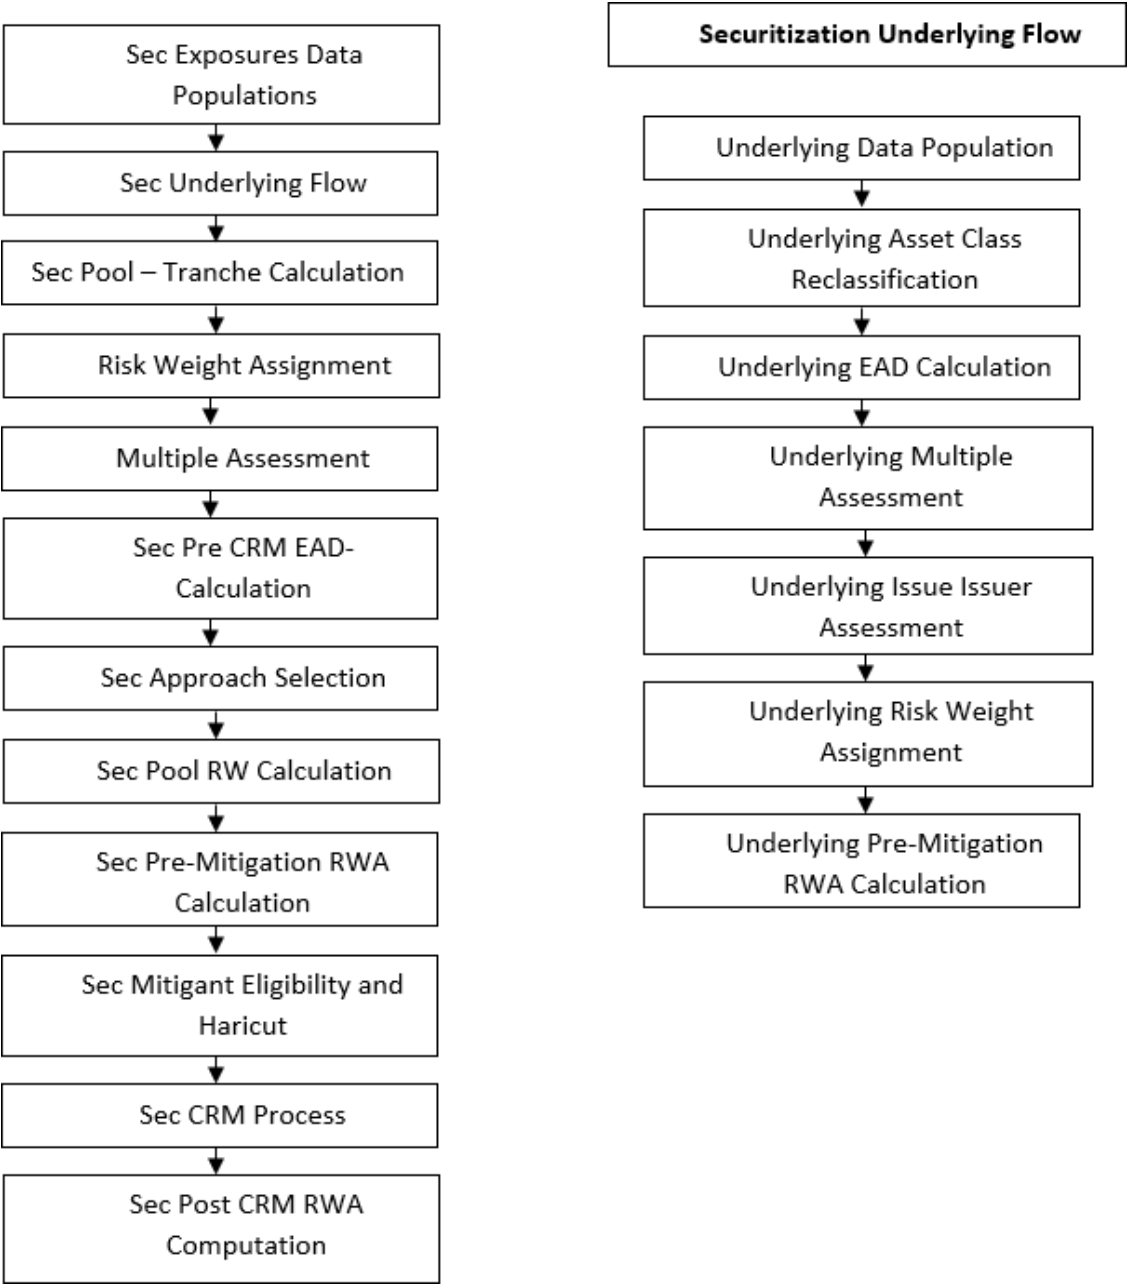 Sec Exposures Data
Populations
Sec Underlying Flow
Sec Pool – Tranche Calculation
Risk Weight Assignment
Multiple Assessment
Sec Pre CRM EAD-
Calculation
Sec Approach Selection
Sec Pool RW Calculation
Sec Pre-Mitigation RWA
Calculation
Sec Mitigant Eligibility and
Haricut
Sec CRM Process
Sec Post CRM RWA
Computation
Securitization Underlying Flow
Underlying Data Population
Underlying Asset Class
Reclassification
Underlying EAD Calculation
Underlying Multiple
Assessment
Underlying Issue Issuer
Assessment
Underlying Risk Weight
Assignment
Underlying Pre-Mitigation
RWA Calculation